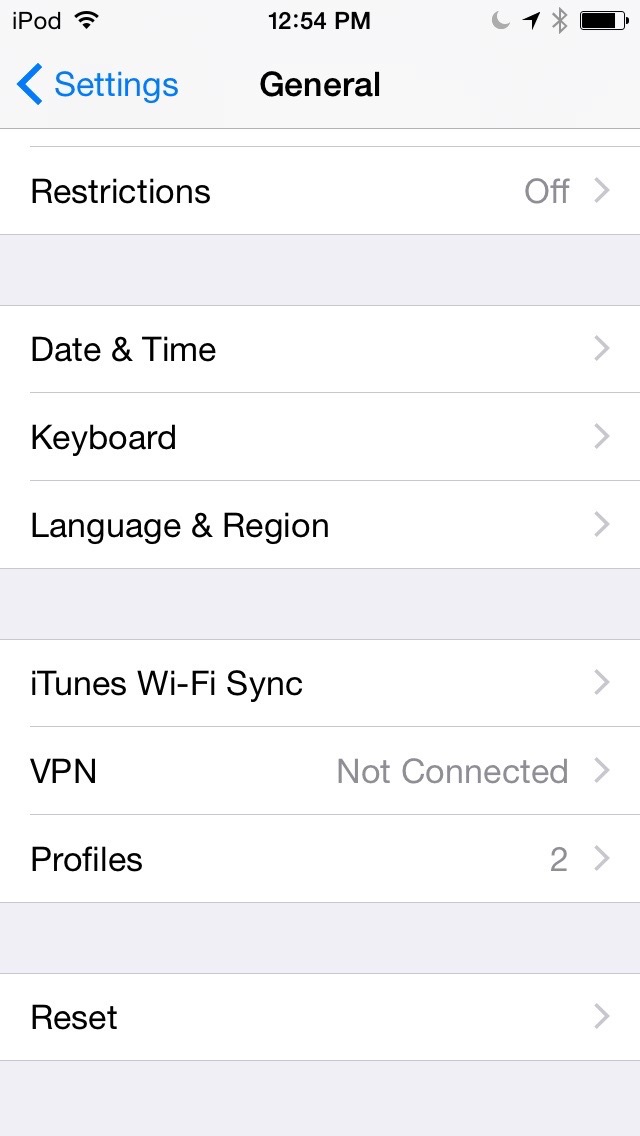 iPod 12:54 PM
Settings General
Restrictions Off
Date & Time
Keyboard
Language & Region
iTunes Wi-Fi Sync
VPN Not Connected
Profiles 2
Reset